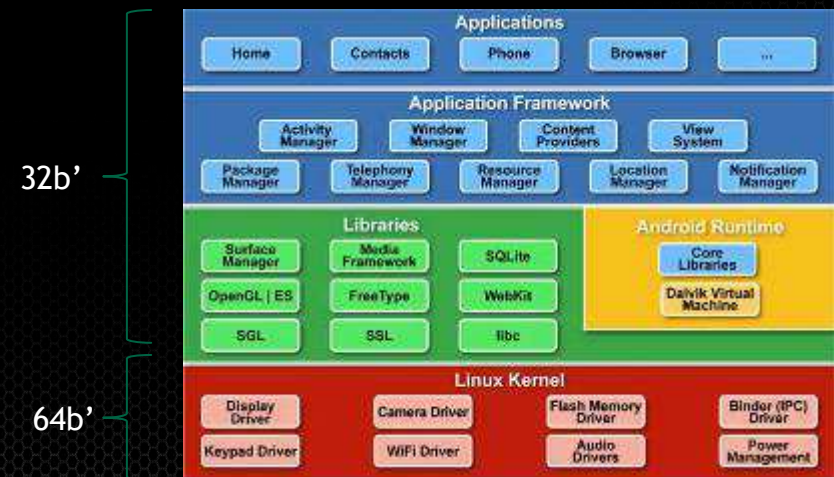 Applications
Home
Contacts
Phone
Browser
...
Application Framework
Activity
Manager
Window
Manager
Content
Providers
View
System
Package
Manager
Telephony
Manager
Resource
Manager
Location
Manager
Notification
Manager
32b’
Libraries
Surface
Manager
Media
Framework
SQLite
OpenGL | ES
FreeType
WebKit
SGL
SSL
libc
Android Runtime
Core
Libraries
Dalvik Virtual
Machine
64b’
Linux Kernel
Display
Driver
Camera Driver
Flash Memory
Driver
Binder (IPC)
Driver
Keypad Driver
WiFi Driver
Audio
Drivers
Power
Management